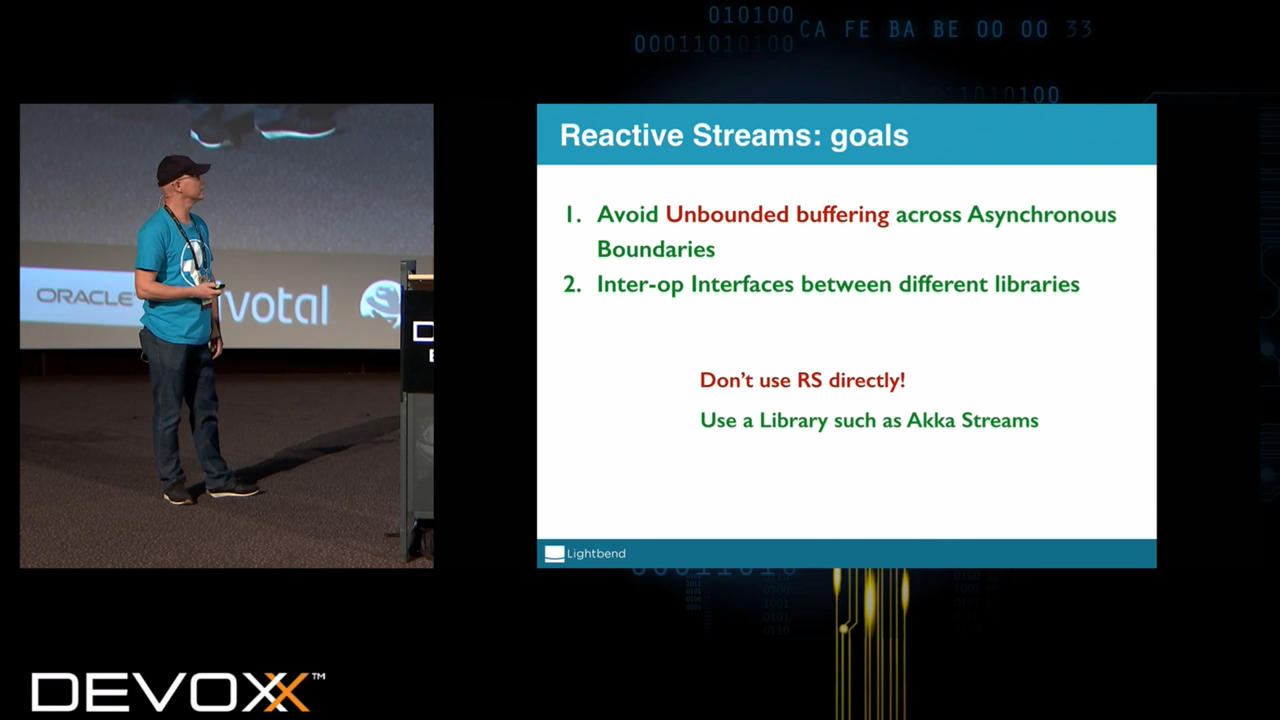 010100
00011010100
CA FE BA BE 00 00 33
1010100
Reactive Streams: goals
1. Avoid Unbounded buffering across Asynchronous
Boundaries
2. Inter-op Interfaces between different libraries
Don't use RS directly!
Use a Library such as Akka Streams
Lightbend
ORACLE
votal
DEVOXX™